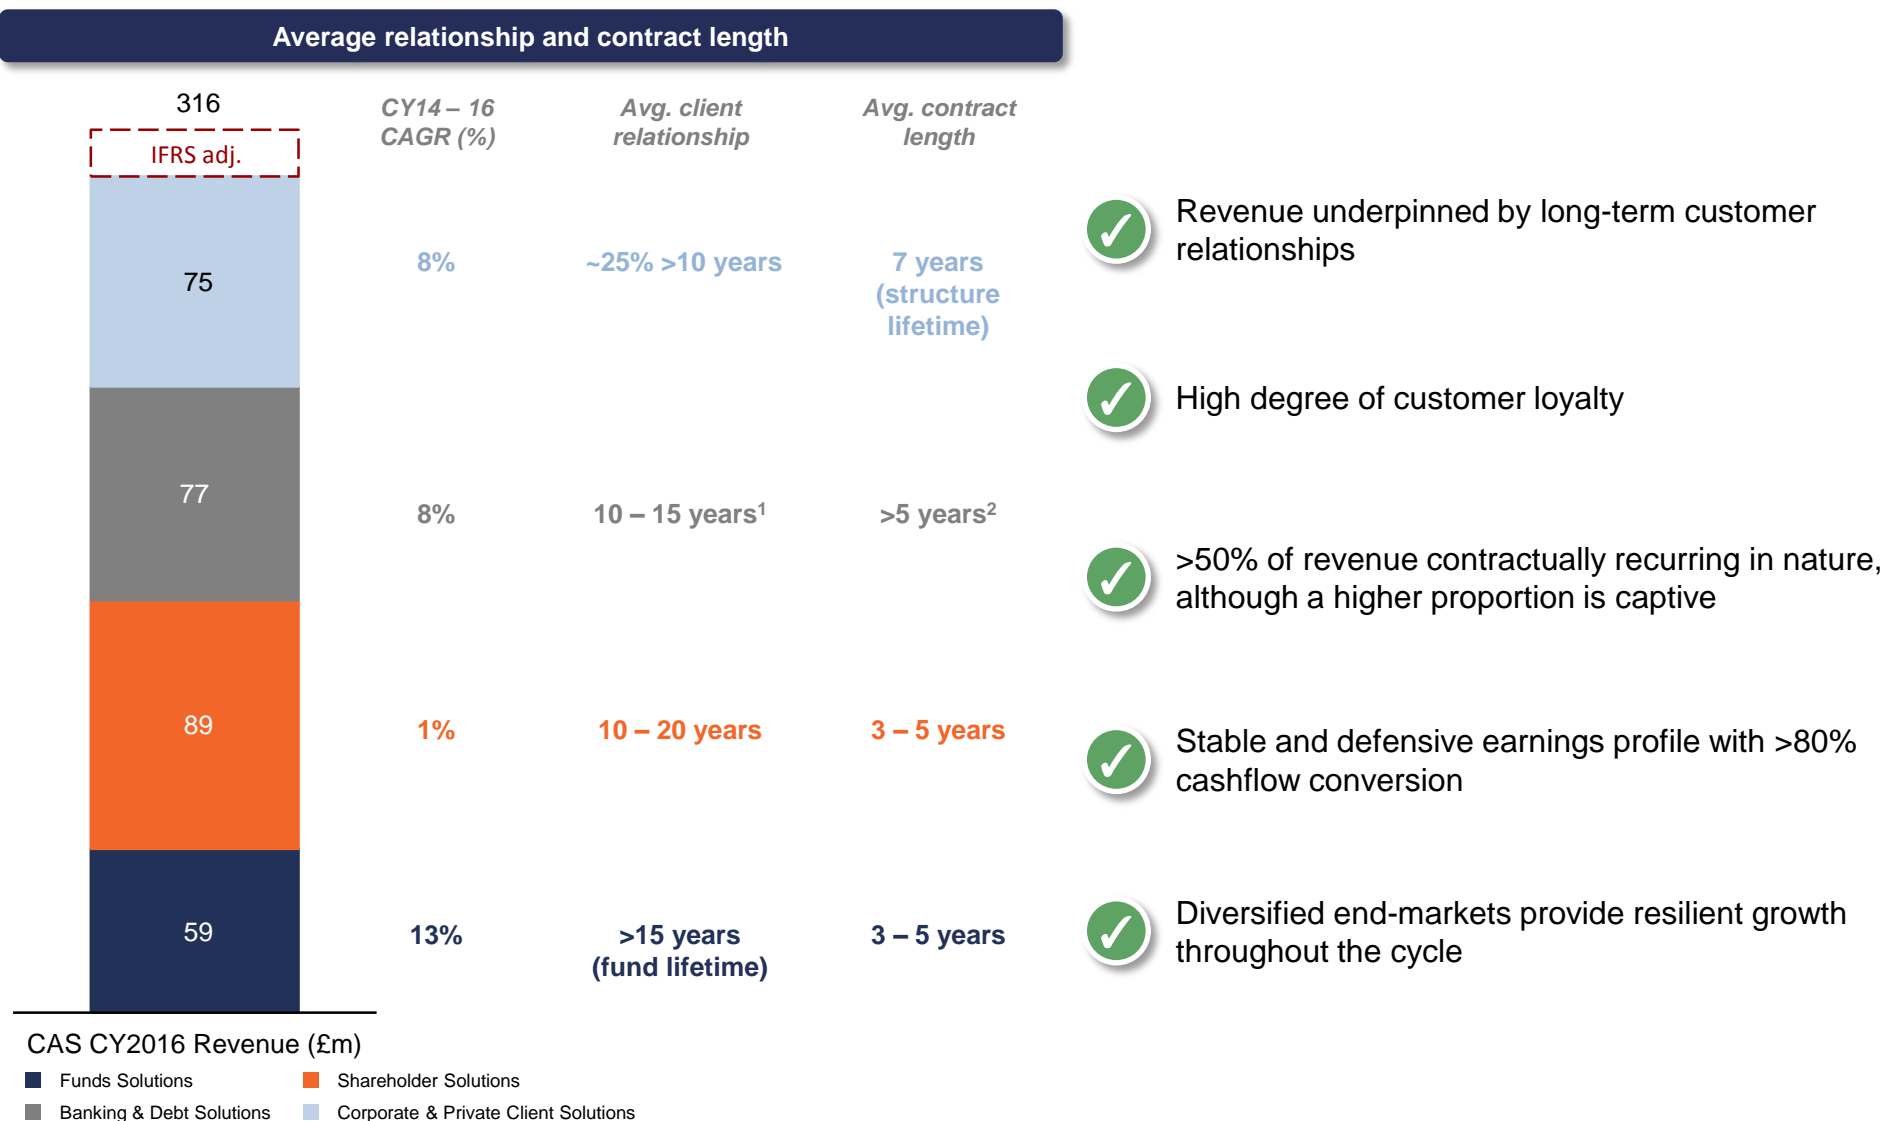 Average relationship and contract length
316
CY14 – 16
CAGR (%)
Avg. client
relationship
Avg. contract
length
IFRS adj.
75
8%
~25% >10 years
7 years
(structure
lifetime)
77
8%
10 – 15 years¹
>5 years²
89
1%
10 – 20 years
3 – 5 years
59
13%
>15 years
(fund lifetime)
3 – 5 years
CAS CY2016 Revenue (£m)
Funds Solutions
Shareholder Solutions
Banking & Debt Solutions
Corporate & Private Client Solutions
Revenue underpinned by long-term customer
relationships
High degree of customer loyalty
>50% of revenue contractually recurring in nature,
although a higher proportion is captive
Stable and defensive earnings profile with >80%
cashflow conversion
Diversified end-markets provide resilient growth
throughout the cycle